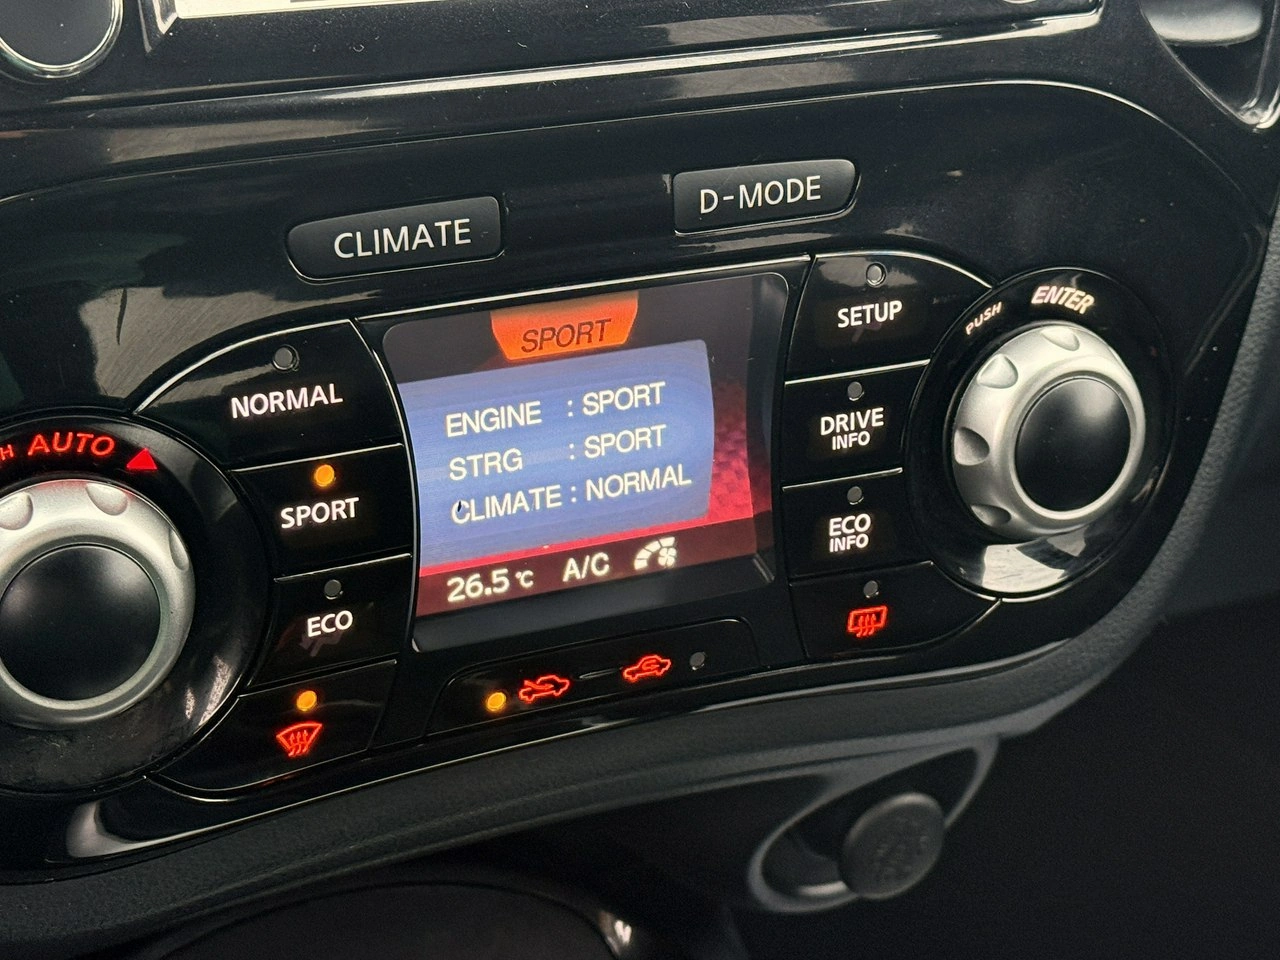 CLIMATE
D-MODE
NORMAL
AUTO
SPORT
ECO
SPORT
ENGINE : SPORT
STRG : SPORT
CLIMATE : NORMAL
26.5°C A/C
SETUP
DRIVE
INFO
ECO
INFO
PUSH ENTER